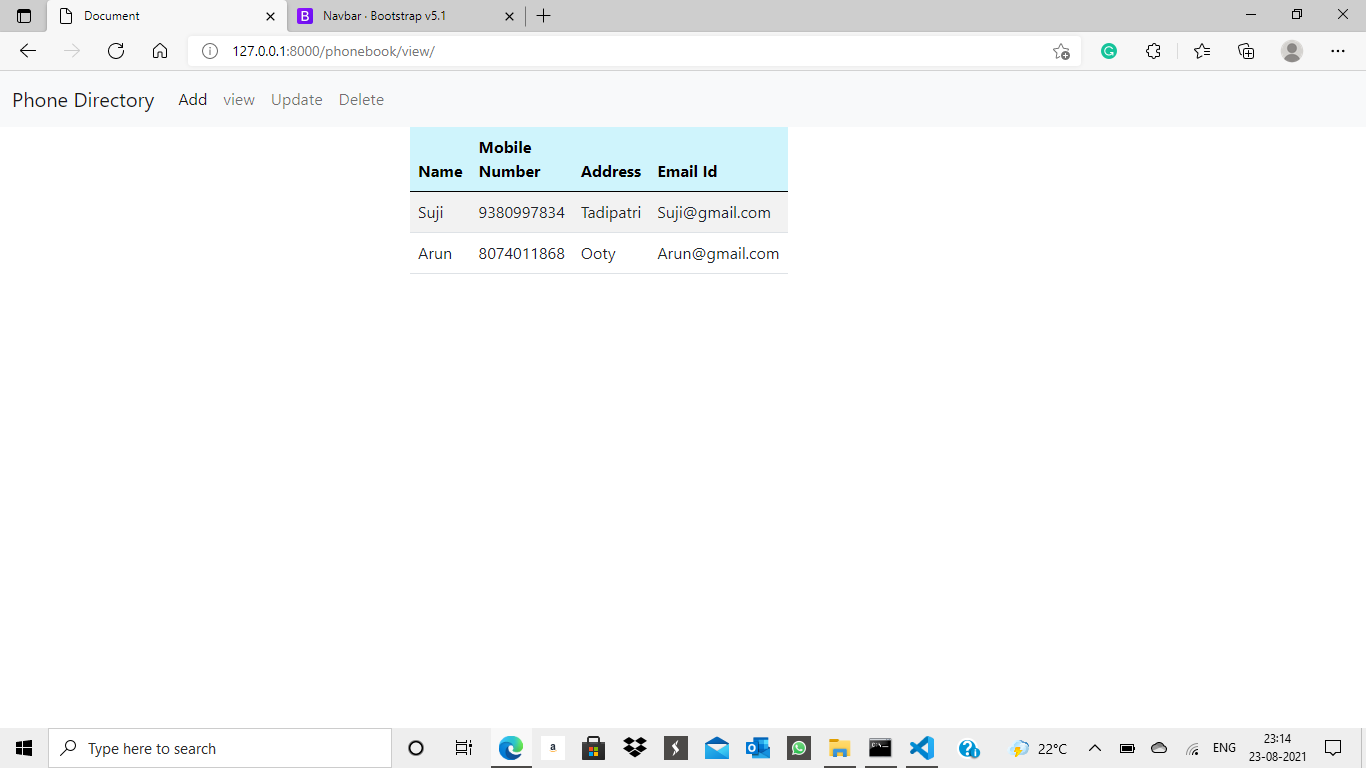 Document
Navbar · Bootstrap v5.1
127.0.0.1:8000/phonebook/view/
Phone Directory Add view Update Delete
Name Mobile Number Address Email Id
Suji 9380997834 Tadipatri Suji@gmail.com
Arun 8074011868 Ooty Arun@gmail.com
Type here to search
22°C
ENG
23:14
23-08-2021